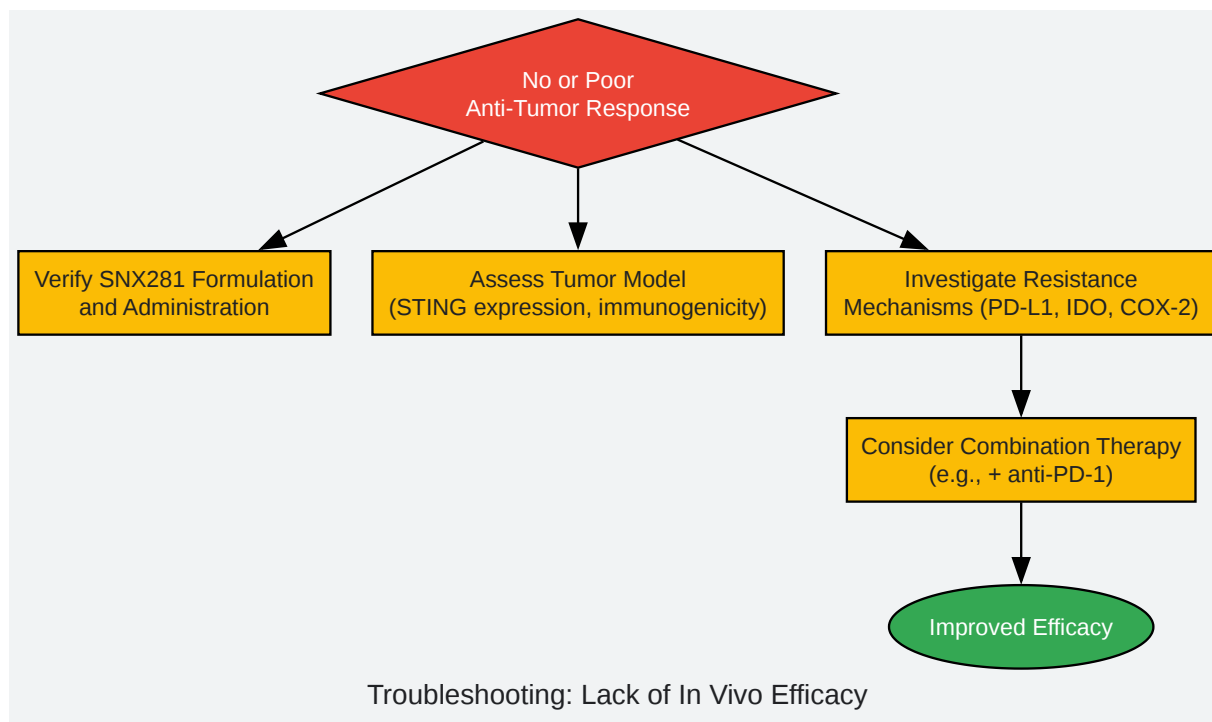 No or Poor
Anti-Tumor Response
Verify SNX281 Formulation
and Administration
Assess Tumor Model
(STING expression, immunogenicity)
Investigate Resistance
Mechanisms (PD-L1, IDO, COX-2)
Consider Combination Therapy
(e.g., + anti-PD-1)
Improved Efficacy
Troubleshooting: Lack of In Vivo Efficacy